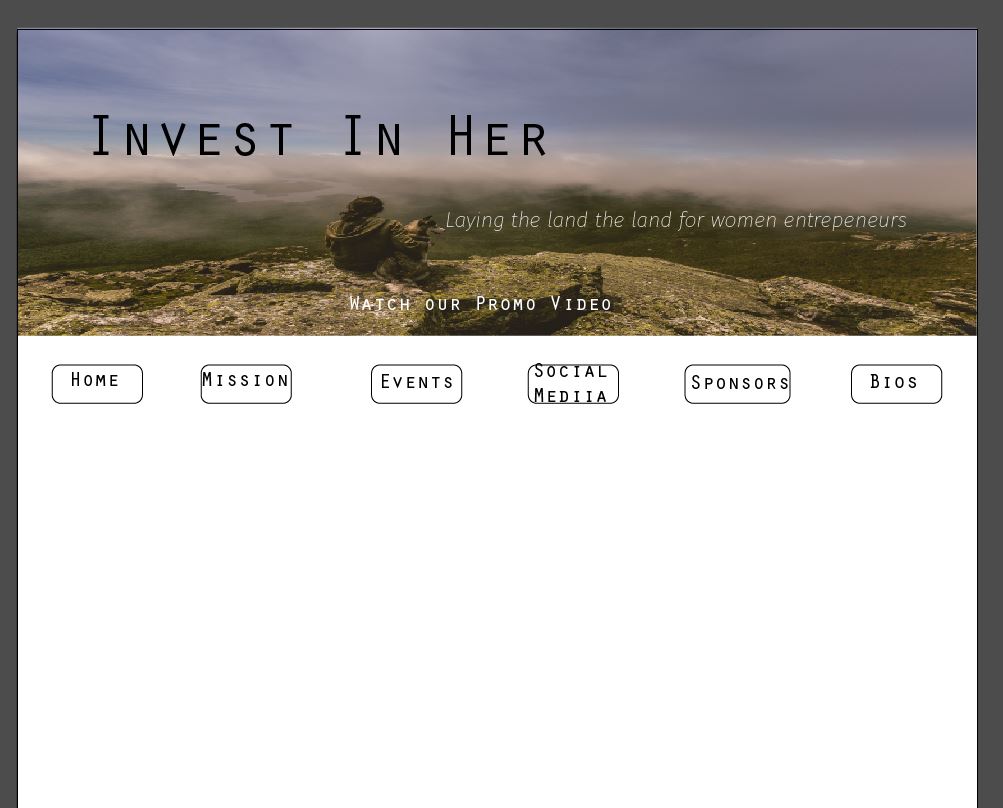 Invest In Her
Laying the land the land for women entrepeneurs
Watch our Promo Video
Home
Mission
Events
Social
Mediia
Sponsors
Bios